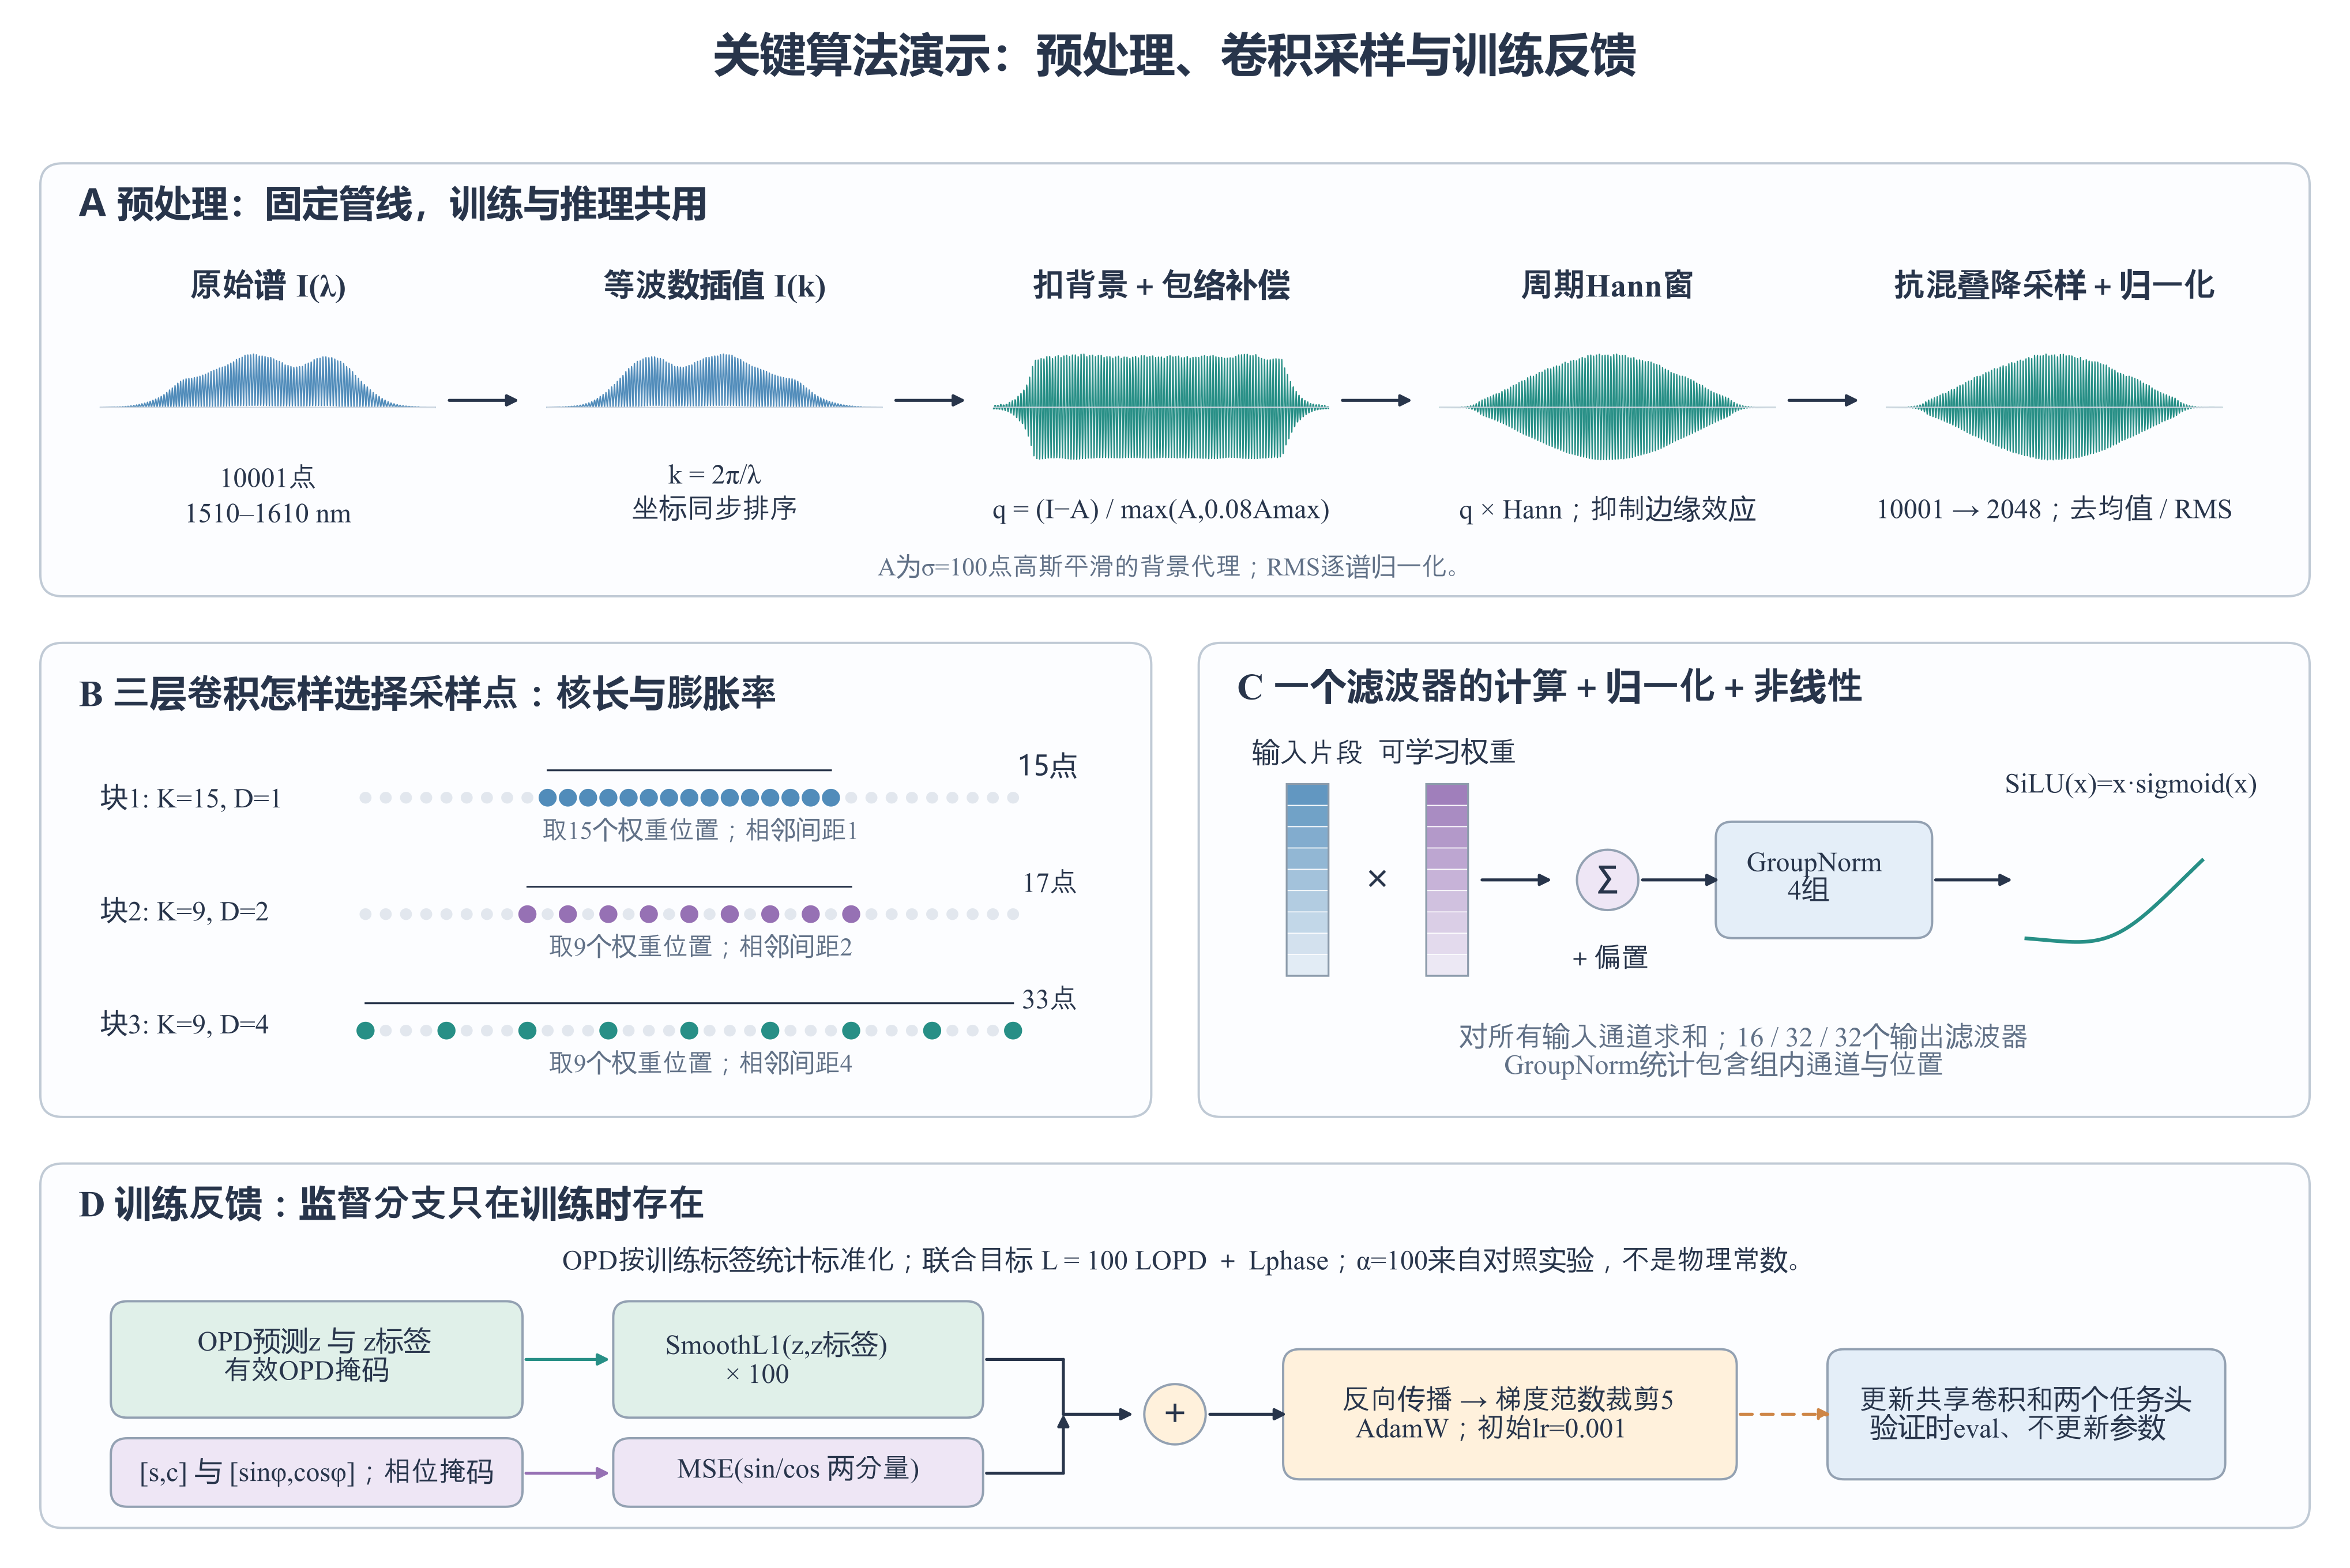 关键算法演示：预处理、卷积采样与训练反馈
A 预处理：固定管线，训练与推理共用
原始谱 I(λ)
等波数插值 I(k)
扣背景 + 包络补偿
周期Hann窗
抗混叠降采样 + 归一化
10001点
1510–1610 nm
k = 2π/λ
坐标同步排序
q = (I−A) / max(A,0.08Amax)
q × Hann；抑制边缘效应
10001 → 2048；去均值 / RMS
A为σ=100点高斯平滑的背景代理；RMS逐谱归一化。
B 三层卷积怎样选择采样点：核长与膨胀率
15点
块1: K=15, D=1
取15个权重位置；相邻间距1
17点
块2: K=9, D=2
取9个权重位置；相邻间距2
33点
块3: K=9, D=4
取9个权重位置；相邻间距4
C 一个滤波器的计算 + 归一化 + 非线性
输入片段
可学习权重
SiLU(x)=x·sigmoid(x)
×
Σ
GroupNorm
4组
+ 偏置
对所有输入通道求和；16 / 32 / 32个输出滤波器
GroupNorm统计包含组内通道与位置
D 训练反馈：监督分支只在训练时存在
OPD按训练标签统计标准化；联合目标 L = 100 LOPD + Lphase；α=100来自对照实验，不是物理常数。
OPD预测z 与 z标签
有效OPD掩码
SmoothL1(z,z标签)
× 100
[s,c] 与 [sinφ,cosφ]；相位掩码
MSE(sin/cos 两分量)
+
反向传播 → 梯度范数裁剪5
AdamW；初始lr=0.001
更新共享卷积和两个任务头
验证时eval、不更新参数